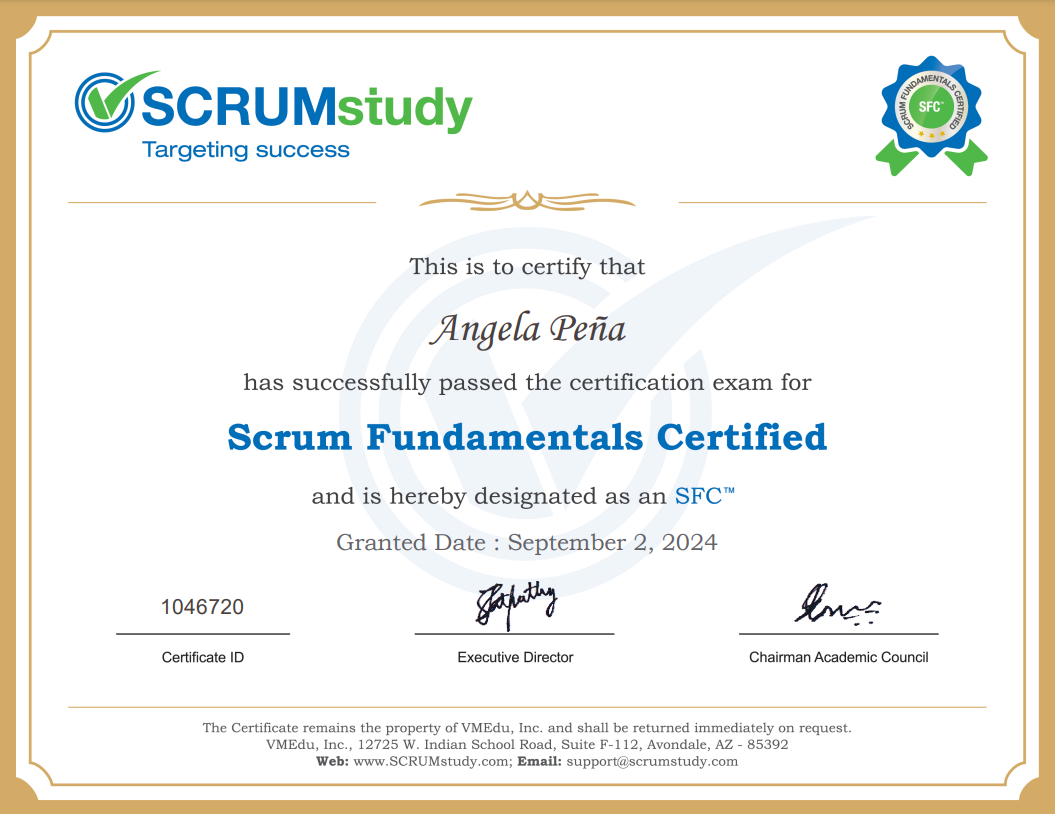 SCRUMstudy
Targeting success
SCRUM FUNDAMENTALS CERTIFIED
SFC™
This is to certify that
Angela Peña
has successfully passed the certification exam for
Scrum Fundamentals Certified
and is hereby designated as an SFC™
Granted Date : September 2, 2024
1046720
Certificate ID
Executive Director
Chairman Academic Council
The Certificate remains the property of VMEdu, Inc. and shall be returned immediately on request.
VMEdu, Inc., 12725 W. Indian School Road, Suite F-112, Avondale, AZ - 85392
Web: www.SCRUMstudy.com; Email: support@scrumstudy.com